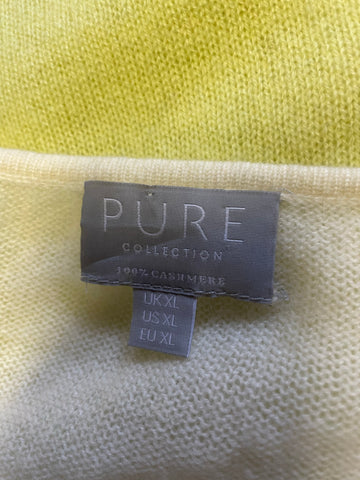 PURE
COLLECTION
100% CASHMERE
UK XL
US XL
EU XL